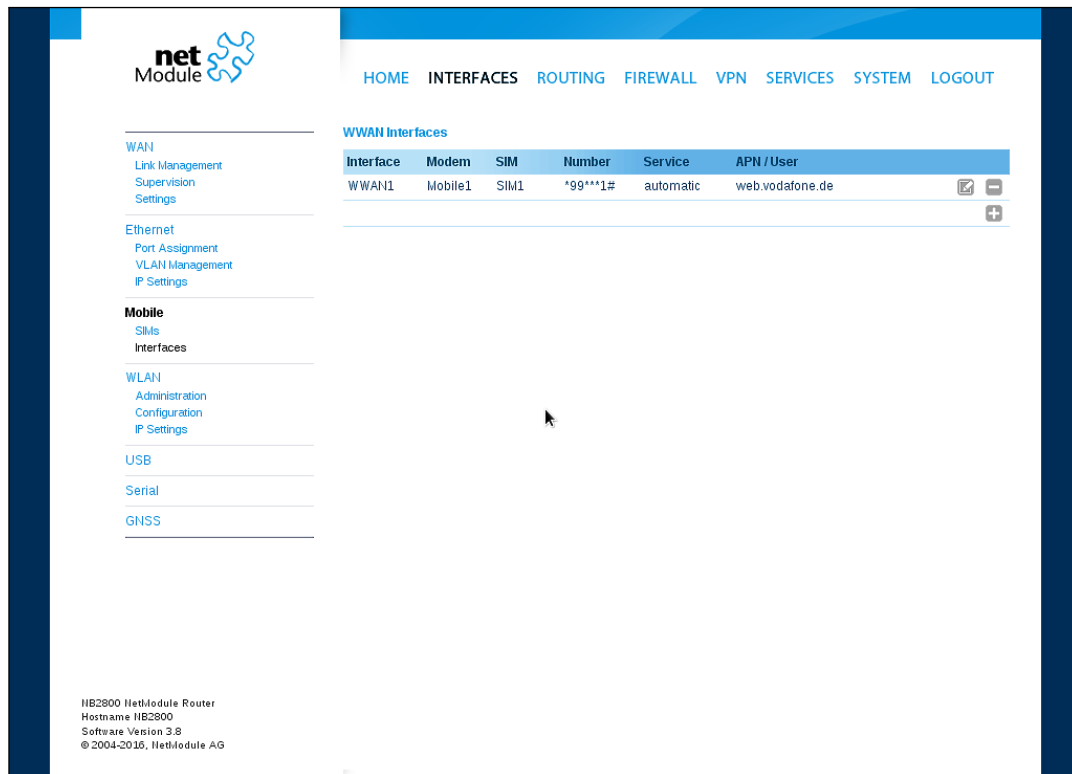 net
Module
HOME INTERFACES ROUTING FIREWALL VPN SERVICES SYSTEM LOGOUT
WAN
Link Management
Supervision
Settings
Ethernet
Port Assignment
VLAN Management
IP Settings
Mobile
SIMs
Interfaces
WLAN
Administration
Configuration
IP Settings
USB
Serial
GNSS
WWAN Interfaces
Interface Modem SIM Number Service APN / User
WWAN1 Mobile1 SIM1 *99***1# automatic web.vodafone.de
NB2800 NetModule Router
Hostname NB2800
Software Version 3.8
© 2004-2016, NetModule AG